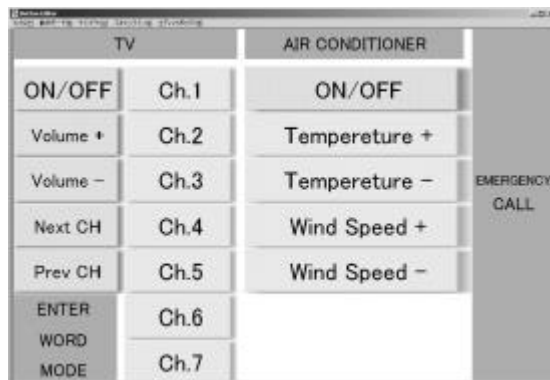 TV
AIR CONDITIONER
ON/OFF
Ch.1
ON/OFF
Volume +
Ch.2
Tempereture +
Volume −
Ch.3
Tempereture −
EMERGENCY
CALL
Next CH
Ch.4
Wind Speed +
Prev CH
Ch.5
Wind Speed −
ENTER
WORD
MODE
Ch.6
Ch.7